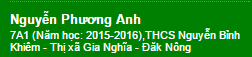 Nguyễn Phương Anh
7A1 (Năm học: 2015-2016),THCS Nguyễn Bỉnh
Khiêm - Thị xã Gia Nghĩa - Đăk Nông